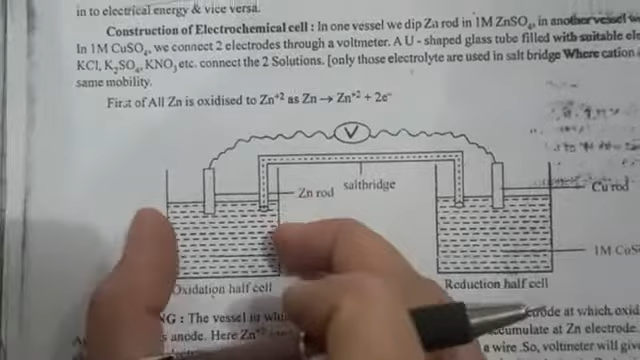 in to electrical energy & vice versa.
Construction of Electrochemical cell : In one vessel we dip Zn rod in 1M ZnSO₄, in another vessel we
In 1M CuSO₄, we connect 2 electrodes through a voltmeter. A U - shaped glass tube filled with suitable
KCl, K₂SO₄, KNO₃ etc. connect the 2 Solutions. [only those electrolyte are used in salt bridge Where cation
same mobility.
First of All Zn is oxidised to Zn⁺² as Zn → Zn⁺² + 2e⁻
V
Zn rod
saltbridge
Cu rod
1M CuS
Oxidation half cell
Reduction half cell
NG : The vessel in
at which
s anode. Here Zn⁺²
accumulate at Zn electrode.
a wire .So, voltmeter will